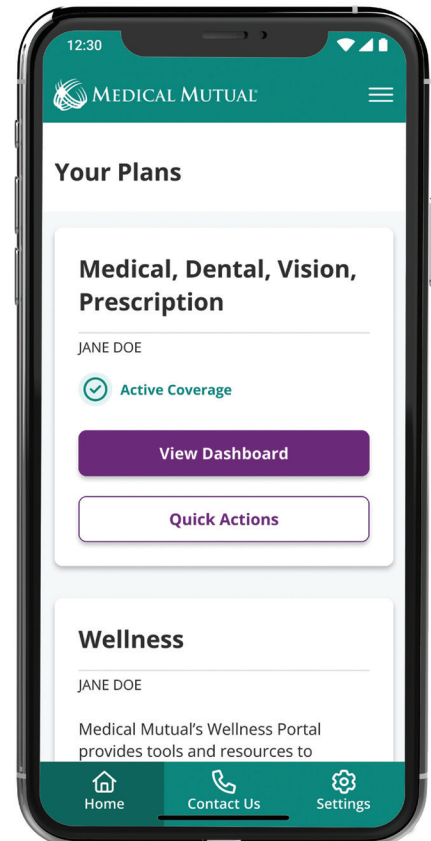 12:30
MEDICAL MUTUAL®
Your Plans
Medical, Dental, Vision,
Prescription
JANE DOE
Active Coverage
View Dashboard
Quick Actions
Wellness
JANE DOE
Medical Mutual's Wellness Portal
provides tools and resources to
Home Contact Us Settings